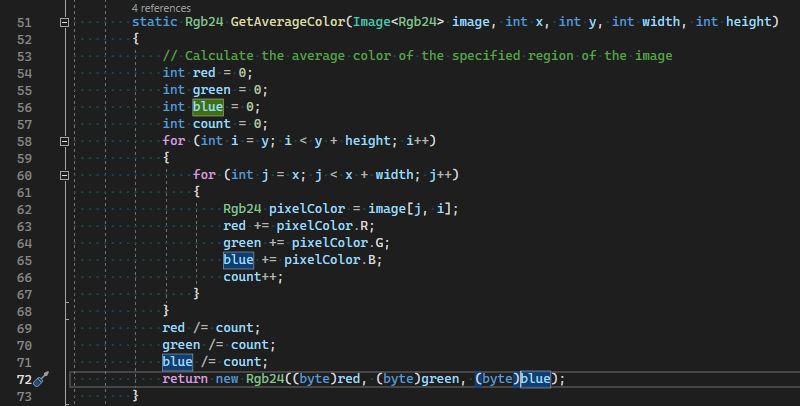 4 references
51 static Rgb24 GetAverageColor(Image<Rgb24> image, int x, int y, int width, int height)
52 {
53 // Calculate the average color of the specified region of the image
54 int red = 0;
55 int green = 0;
56 int blue = 0;
57 int count = 0;
58 for (int i = y; i < y + height; i++)
59 {
60 for (int j = x; j < x + width; j++)
61 {
62 Rgb24 pixelColor = image[j, i];
63 red += pixelColor.R;
64 green += pixelColor.G;
65 blue += pixelColor.B;
66 count++;
67 }
68 }
69 red /= count;
70 green /= count;
71 blue /= count;
72 return new Rgb24((byte)red, (byte)green, (byte)blue);
73 }